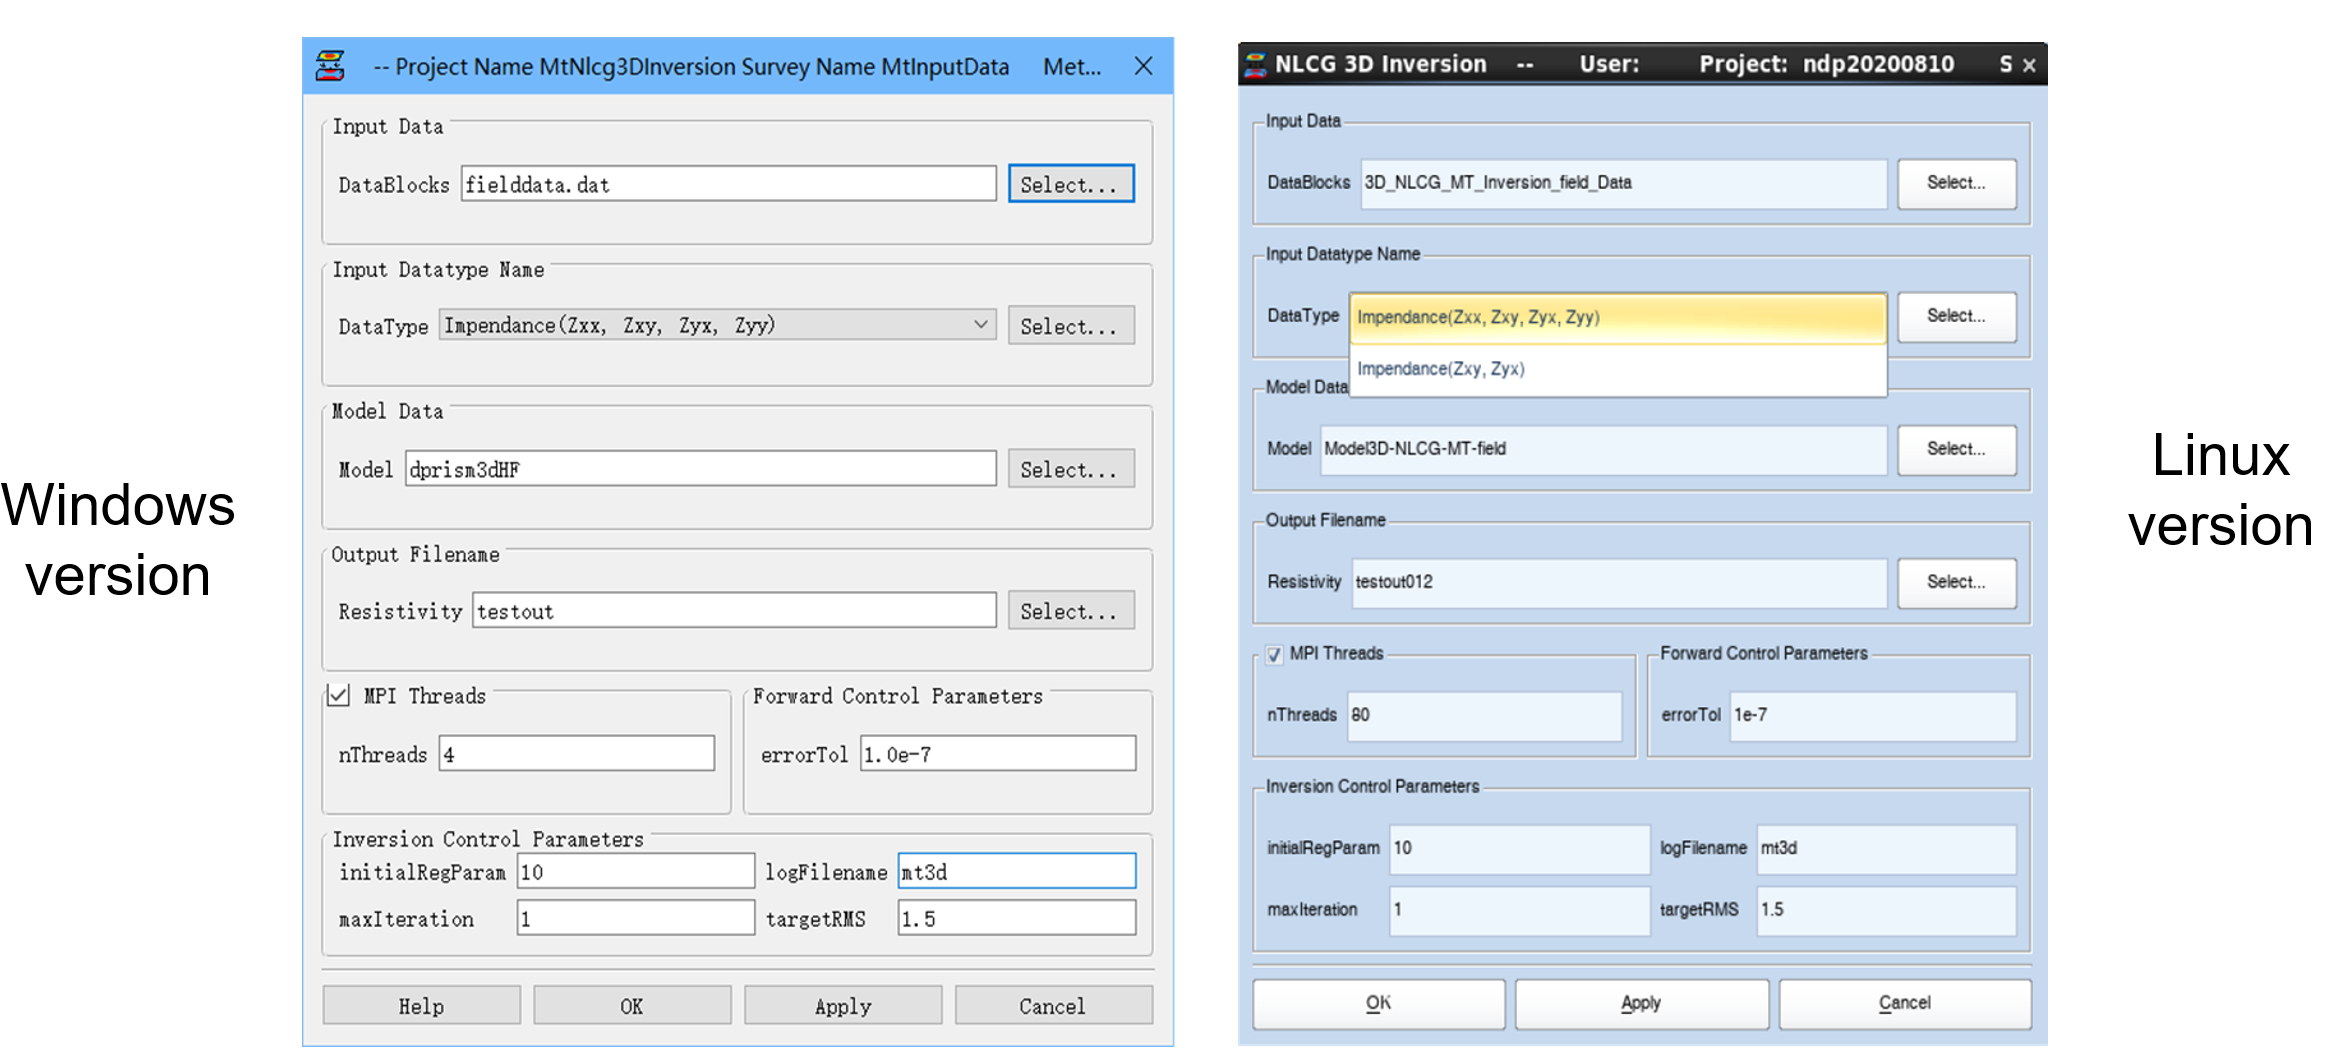 Windows
version
-- Project Name MtNlcg3DInversion Survey Name MtInputData Met...
Input Data
DataBlocks fielddata.dat Select...
Input Datatype Name
DataType Impendance(Zxx, Zxy, Zyx, Zyy) Select...
Model Data
Model dprism3dHF Select...
Output Filename
Resistivity testout Select...
MPI Threads Forward Control Parameters
nThreads 4 errorTol 1.0e-7
Inversion Control Parameters
initialRegParam 10 logFilename mt3d
maxIteration 1 targetRMS 1.5
Help OK Apply Cancel
NLCG 3D Inversion -- User: Project: ndp20200810 S
Input Data
DataBlocks 3D_NLCG_MT_Inversion_field_Data Select...
Input Datatype Name
DataType Impendance(Zxx, Zxy, Zyx, Zyy) Select...
Impendance(Zxy, Zyx)
Model Data
Model Model3D-NLCG-MT-field Select...
Output Filename
Resistivity testout012 Select...
MPI Threads Forward Control Parameters
nThreads 80 errorTol 1e-7
Inversion Control Parameters
initialRegParam 10 logFilename mt3d
maxIteration 1 targetRMS 1.5
OK Apply Cancel
Linux
version